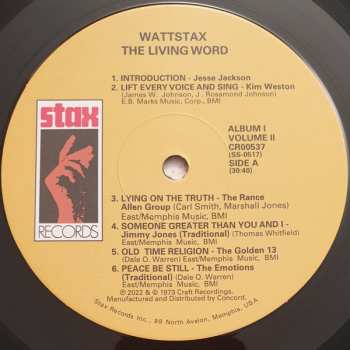 WATTSTAX
THE LIVING WORD
1. INTRODUCTION - Jesse Jackson
2. LIFT EVERY VOICE AND SING - Kim Weston
(James W. Johnson, J. Rosamond Johnson)
E.B. Marks Music, Corp., BMI
stax
RECORDS
ALBUM I
VOLUME II
CR00537
(SS-0517)
SIDE A
(30:40)
3. LYING ON THE TRUTH - The Rance
Allen Group (Carl Smith, Marshall Jones)
East/Memphis Music, BMI
4. SOMEONE GREATER THAN YOU AND I -
Jimmy Jones (Traditional) (Thomas Whitfield)
East/Memphis Music, BMI
5. OLD TIME RELIGION - The Golden 13
(Dale O. Warren) East/Memphis Music, BMI
6. PEACE BE STILL - The Emotions
(Traditional) (Dale O. Warren)
East/Memphis Music, BMI
℗ 2022 & © 1973 Craft Recordings.
Manufactured and Distributed by Concord.
Stax Records Inc., 98 North Avalon, Memphis, USA